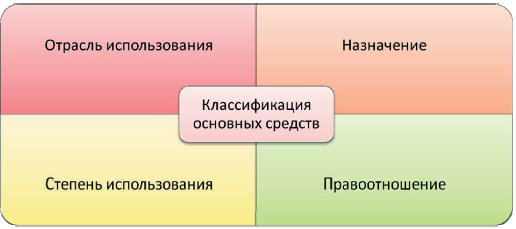 Отрасль использования
Назначение
Классификация
основных средств
Степень использования
Правоотношение